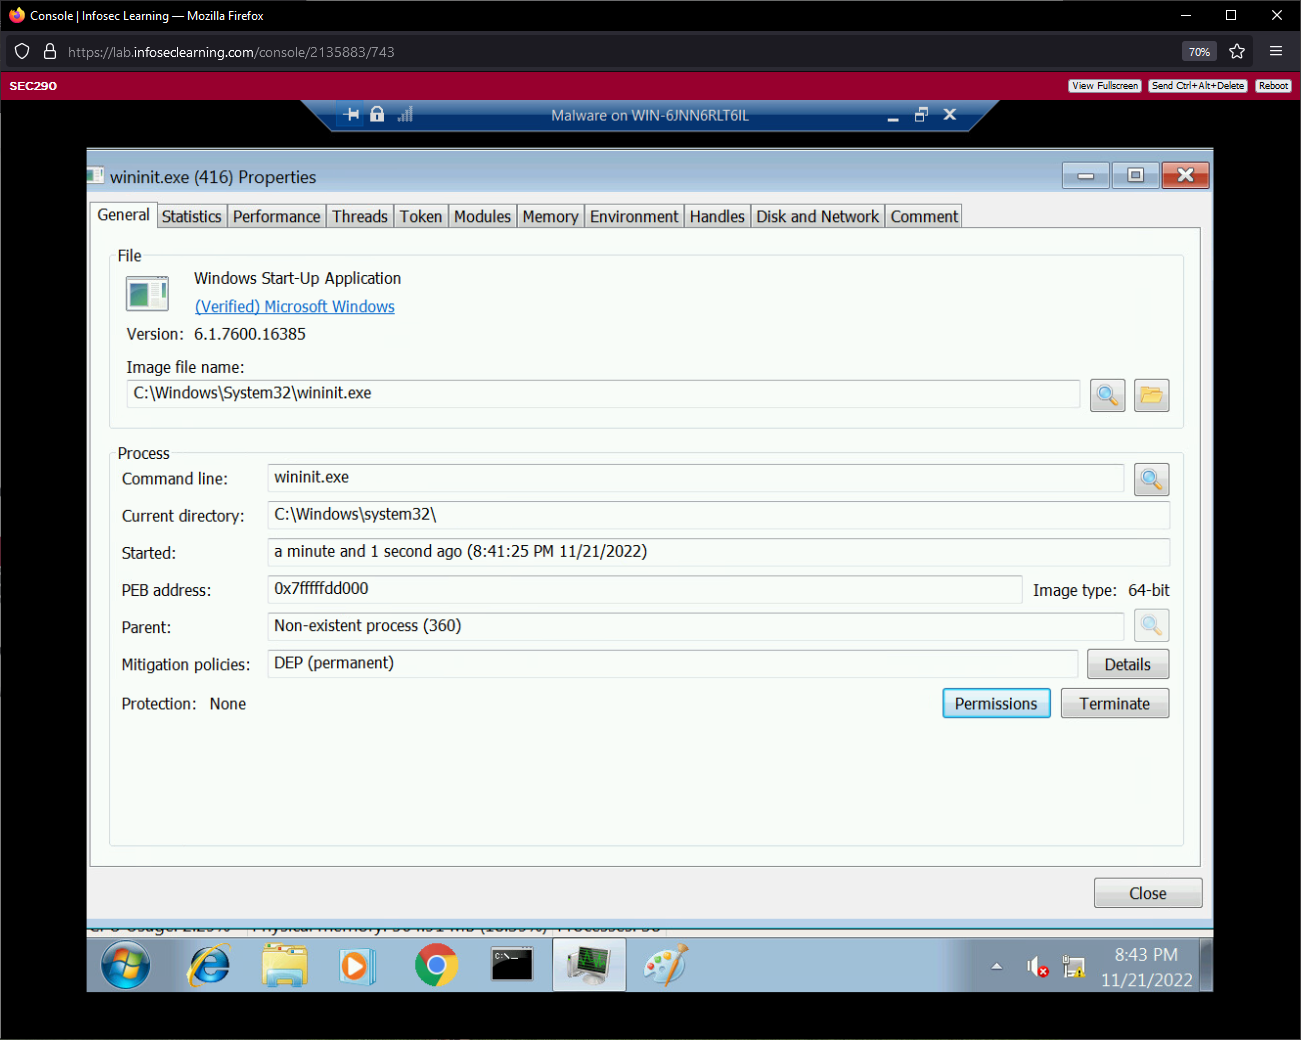 Console | Infosec Learning — Mozilla Firefox
https://lab.infoseclearning.com/console/2135883/743
70%
SEC290
View Fullscreen
Send Ctrl+Alt+Delete
Reboot
Malware on WIN-6JNN6RLT6IL
wininit.exe (416) Properties
General Statistics Performance Threads Token Modules Memory Environment Handles Disk and Network Comment
File
Windows Start-Up Application
(Verified) Microsoft Windows
Version: 6.1.7600.16385
Image file name:
C:\Windows\System32\wininit.exe
Process
Command line: wininit.exe
Current directory: C:\Windows\system32\
Started: a minute and 1 second ago (8:41:25 PM 11/21/2022)
PEB address: 0x7fffffdd000 Image type: 64-bit
Parent: Non-existent process (360)
Mitigation policies: DEP (permanent) Details
Protection: None Permissions Terminate
Close
C:\
8:43 PM
11/21/2022